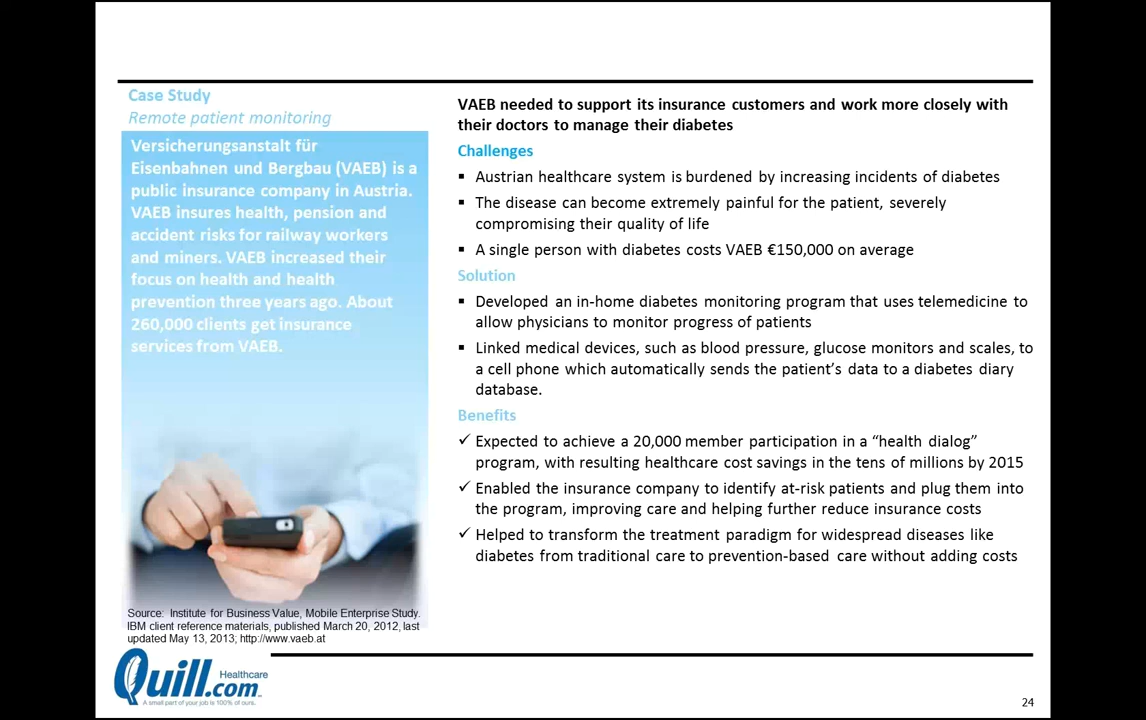 Case Study
Remote patient monitoring
Versicherungsanstalt für
Eisenbahnen und Bergbau (VAEB) is a
public insurance company in Austria.
VAEB insures health, pension and
accident risks for railway workers
and miners. VAEB increased their
focus on health and health
prevention three years ago. About
260,000 clients get insurance
services from VAEB.
Source: Institute for Business Value, Mobile Enterprise Study.
IBM client reference materials, published March 20, 2012, last
updated May 13, 2013; http://www.vaeb.at
VAEB needed to support its insurance customers and work more closely with
their doctors to manage their diabetes
Challenges
▪ Austrian healthcare system is burdened by increasing incidents of diabetes
▪ The disease can become extremely painful for the patient, severely
compromising their quality of life
▪ A single person with diabetes costs VAEB €150,000 on average
Solution
▪ Developed an in-home diabetes monitoring program that uses telemedicine to
allow physicians to monitor progress of patients
▪ Linked medical devices, such as blood pressure, glucose monitors and scales, to
a cell phone which automatically sends the patient's data to a diabetes diary
database.
Benefits
✓ Expected to achieve a 20,000 member participation in a “health dialog”
program, with resulting healthcare cost savings in the tens of millions by 2015
✓ Enabled the insurance company to identify at-risk patients and plug them into
the program, improving care and helping further reduce insurance costs
✓ Helped to transform the treatment paradigm for widespread diseases like
diabetes from traditional care to prevention-based care without adding costs
Healthcare
Quill.com
A small part of your job is 100% of ours.
24